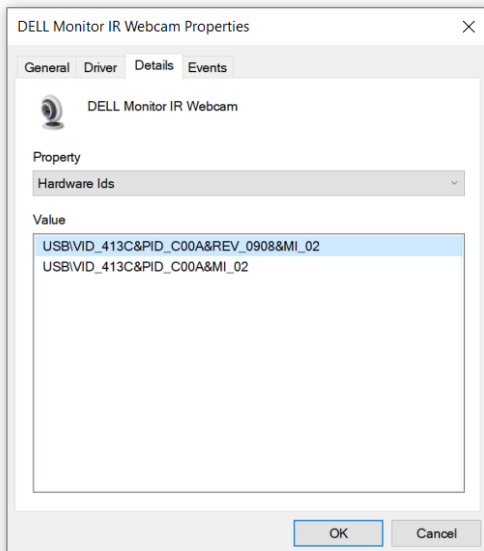 DELL Monitor IR Webcam Properties
General Driver Details Events
DELL Monitor IR Webcam
Property
Hardware Ids
Value
USB\VID_413C&PID_C00A&REV_0908&MI_02
USB\VID_413C&PID_C00A&MI_02
OK Cancel